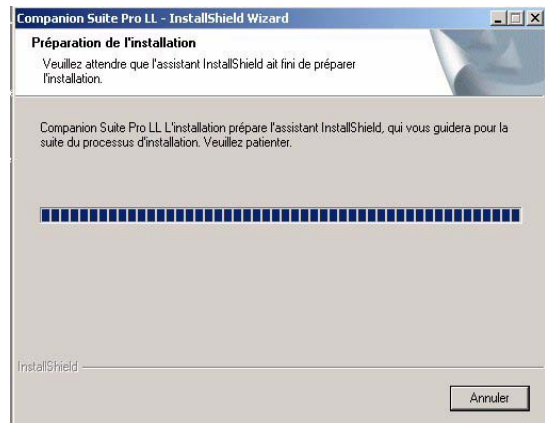 Companion Suite Pro LL - InstallShield Wizard
Préparation de l'installation
Veuillez attendre que l'assistant InstallShield ait fini de préparer
l'installation.
Companion Suite Pro LL L'installation prépare l'assistant InstallShield, qui vous guidera pour la
suite du processus d'installation. Veuillez patienter.
InstallShield
Annuler